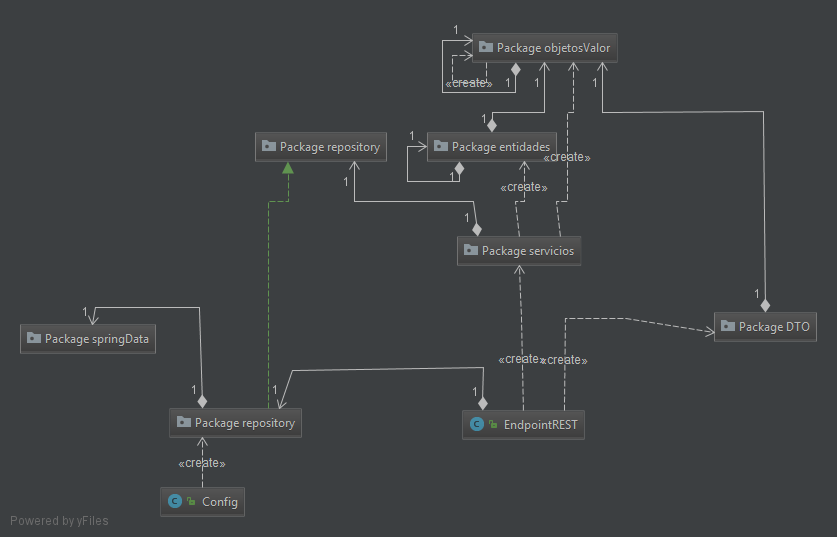 1
Package objetosValor
«create»
1
1
1
1
1
Package repository
Package entidades
«create»
1
1
«create»
1
Package servicios
1
1
Package springData
Package DTO
«create»
«create»
1
1
1
Package repository
EndpointREST
«create»
Config
Powered by yFiles